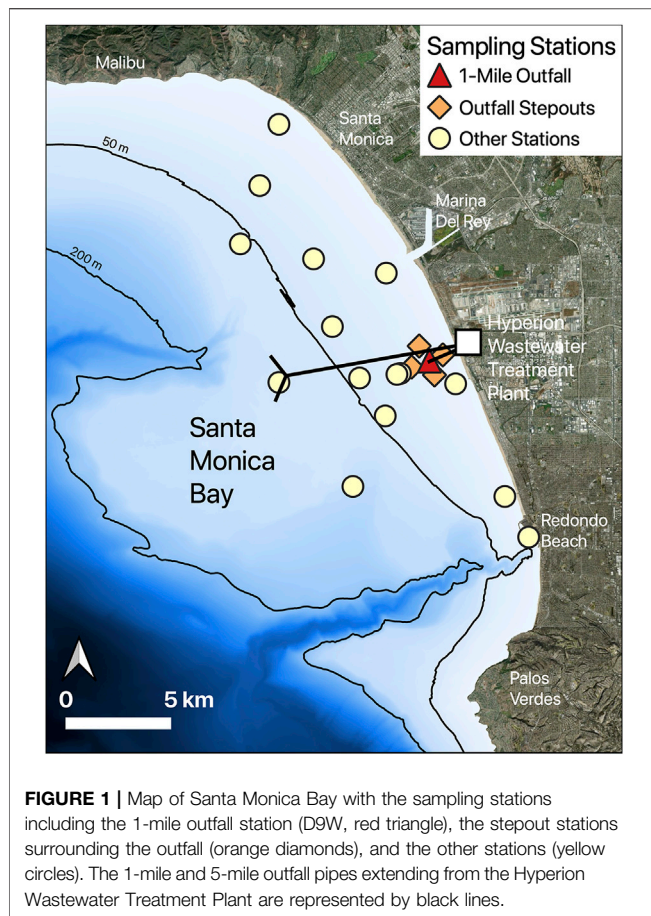 Malibu
Sampling Stations
1-Mile Outfall
Outfall Stepouts
Other Stations
Santa
Monica
50 m
Marina
Del Rey
200 m
Hyperion
Wastewater
Treatment
Plant
Santa
Monica
Bay
Redondo
Beach
Palos
Verdes
0 5 km
FIGURE 1 | Map of Santa Monica Bay with the sampling stations
including the 1-mile outfall station (D9W, red triangle), the stepout stations
surrounding the outfall (orange diamonds), and the other stations (yellow
circles). The 1-mile and 5-mile outfall pipes extending from the Hyperion
Wastewater Treatment Plant are represented by black lines.